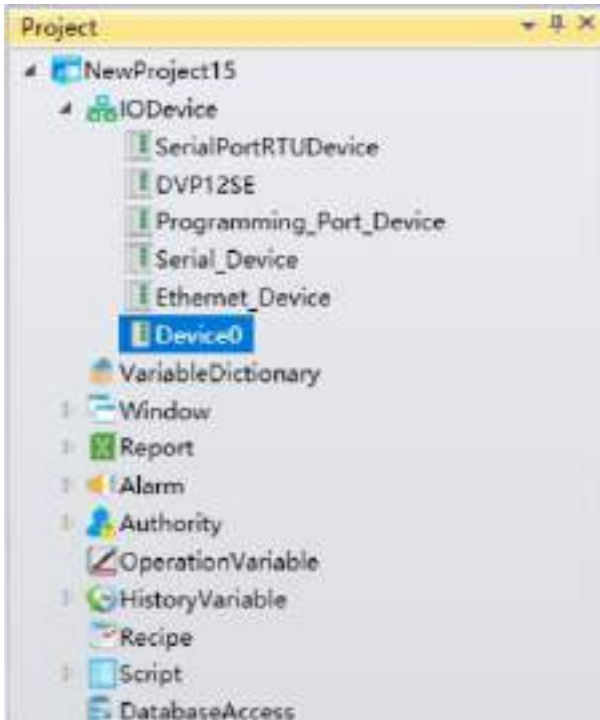 Project
NewProject15
IODevice
SerialPortRTUDevice
DVP12SE
Programming_Port_Device
Serial_Device
Ethernet_Device
Device0
VariableDictionary
Window
Report
Alarm
Authority
OperationVariable
HistoryVariable
Recipe
Script
DatabaseAccess